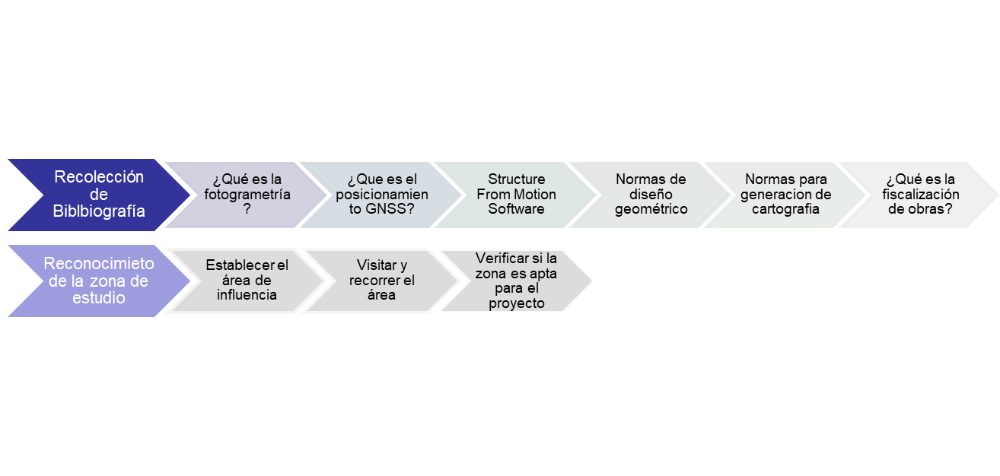 Recolección
de
Biblbiografía
¿Qué es la
fotogrametría
?
¿Que es el
posicionamien
to GNSS?
Structure
From Motion
Software
Normas de
diseño
geométrico
Normas para
generacion de
cartografia
¿Qué es la
fiscalización
de obras?
Reconocimieto
de la zona de
estudio
Establecer el
área de
influencia
Visitar y
recorrer el
área
Verificar si la
zona es apta
para el
proyecto